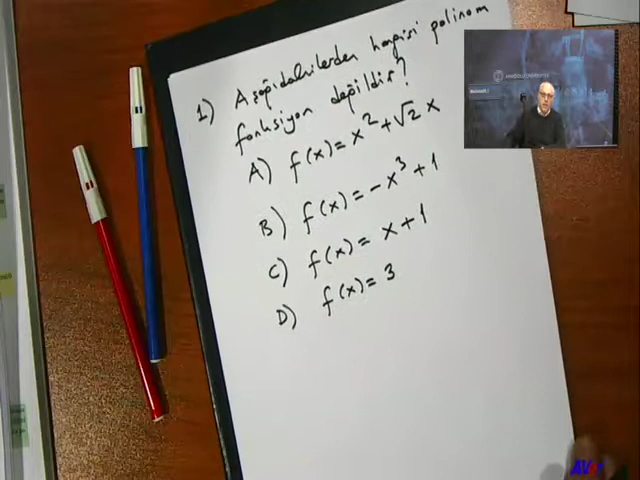 1) Aşağıdakilerden hangisi polinom
fonksiyon değildir?
A) f(x) = x² + √2 x
B) f(x) = -x³ + 1
C) f(x) = x + 1
D) f(x) = 3